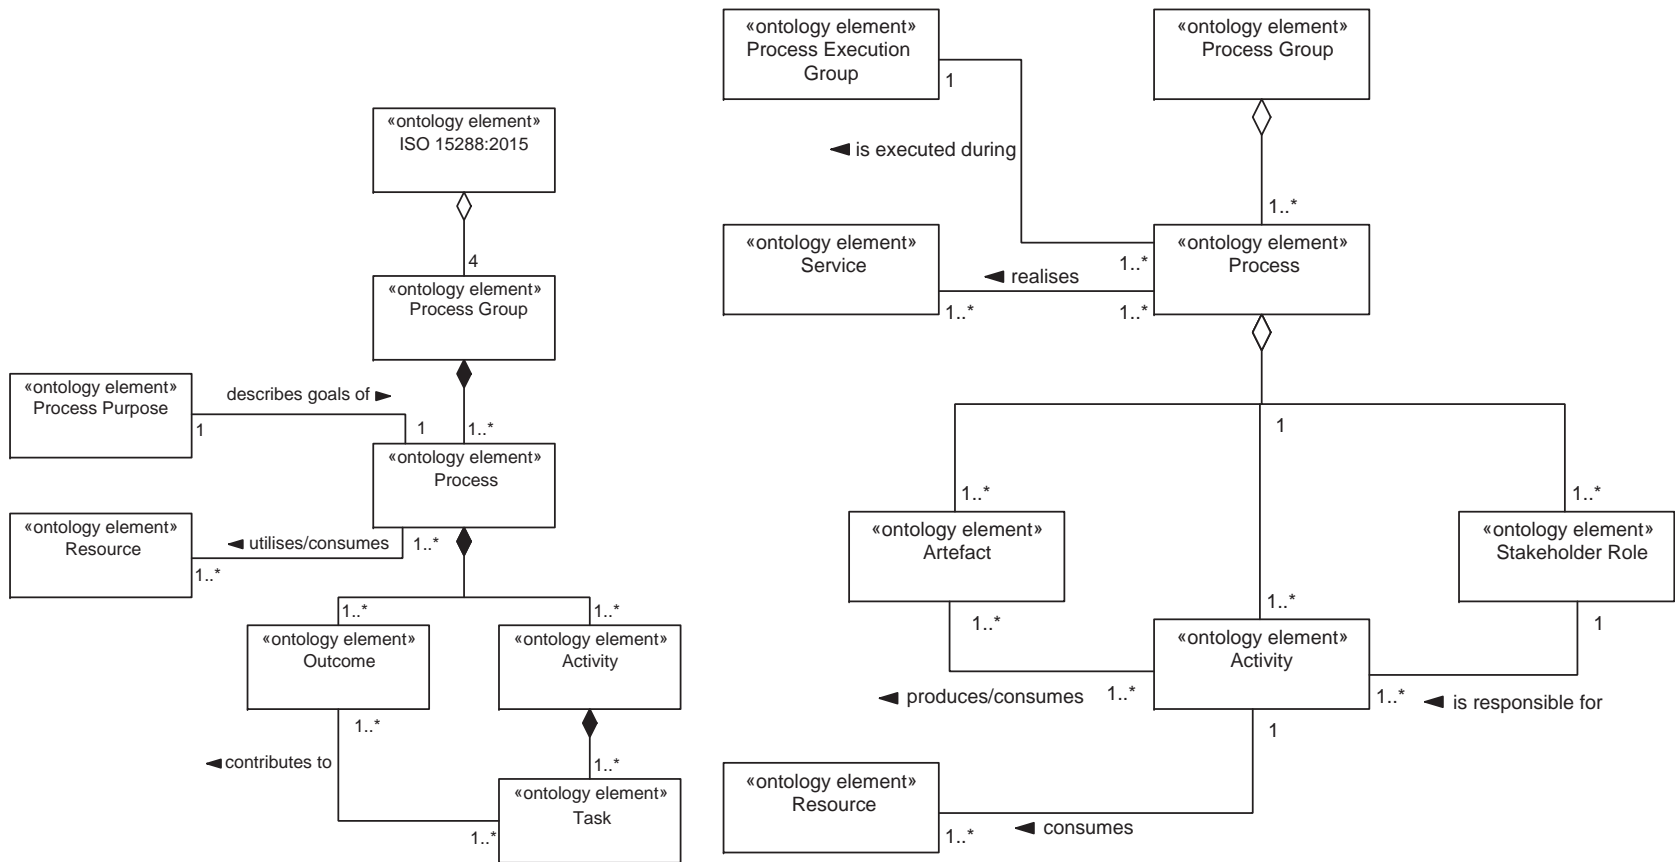 «ontology element»
ISO 15288:2015
4
«ontology element»
Process Group
«ontology element»
Process Purpose
describes goals of
1
1
1..*
«ontology element»
Process
«ontology element»
Resource
utilises/consumes
1..*
1..*
1..*
1..*
«ontology element»
Outcome
«ontology element»
Activity
1..*
contributes to
1..*
1..*
«ontology element»
Task
«ontology element»
Process Execution
Group
1
«ontology element»
Process Group
is executed during
1..*
«ontology element»
Service
1..*
realises
1..*
1..*
«ontology element»
Process
1
1..*
1..*
«ontology element»
Artefact
«ontology element»
Stakeholder Role
1..*
1..*
1
«ontology element»
Activity
produces/consumes
1..*
1..*
is responsible for
1
«ontology element»
Resource
1..*
consumes